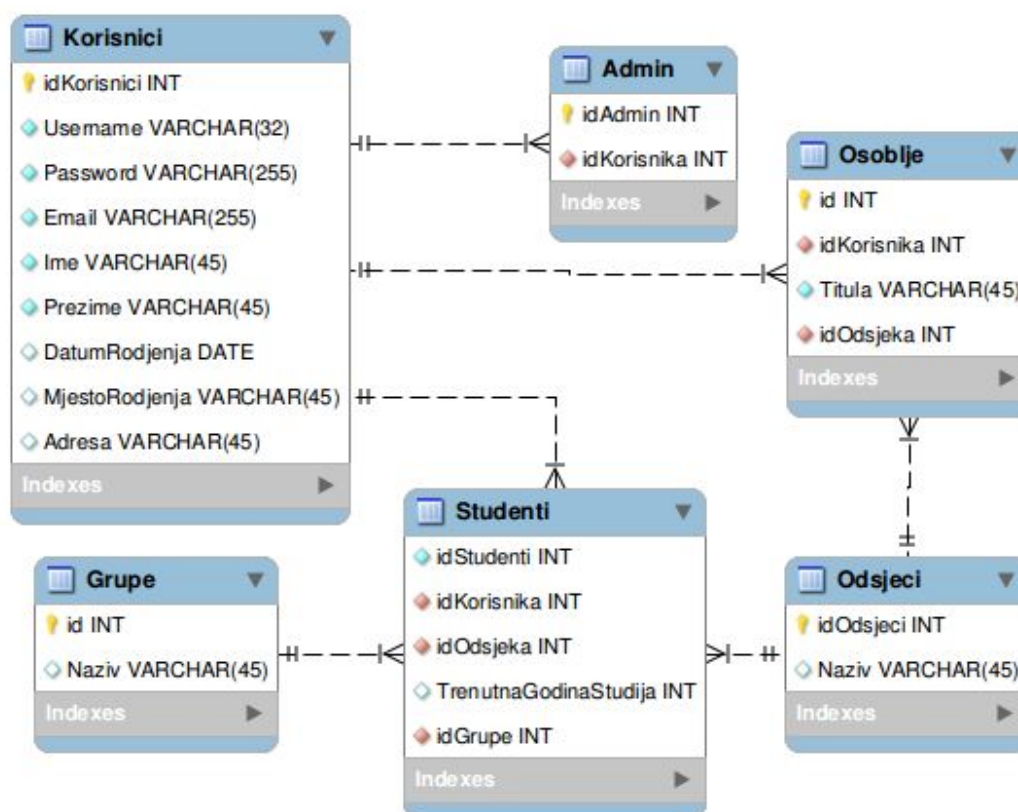 Korisnici
idKorisnici INT
Username VARCHAR(32)
Password VARCHAR(255)
Email VARCHAR(255)
Ime VARCHAR(45)
Prezime VARCHAR(45)
DatumRodjenja DATE
MjestoRodjenja VARCHAR(45)
Adresa VARCHAR(45)
Indexes
Admin
idAdmin INT
idKorisnika INT
Indexes
Osoblje
id INT
idKorisnika INT
Titula VARCHAR(45)
idOdsjeka INT
Indexes
Grupe
id INT
Naziv VARCHAR(45)
Indexes
Studenti
idStudenti INT
idKorisnika INT
idOdsjeka INT
TrenutnaGodinaStudija INT
idGrupe INT
Indexes
Odsjeci
idOdsjeci INT
Naziv VARCHAR(45)
Indexes